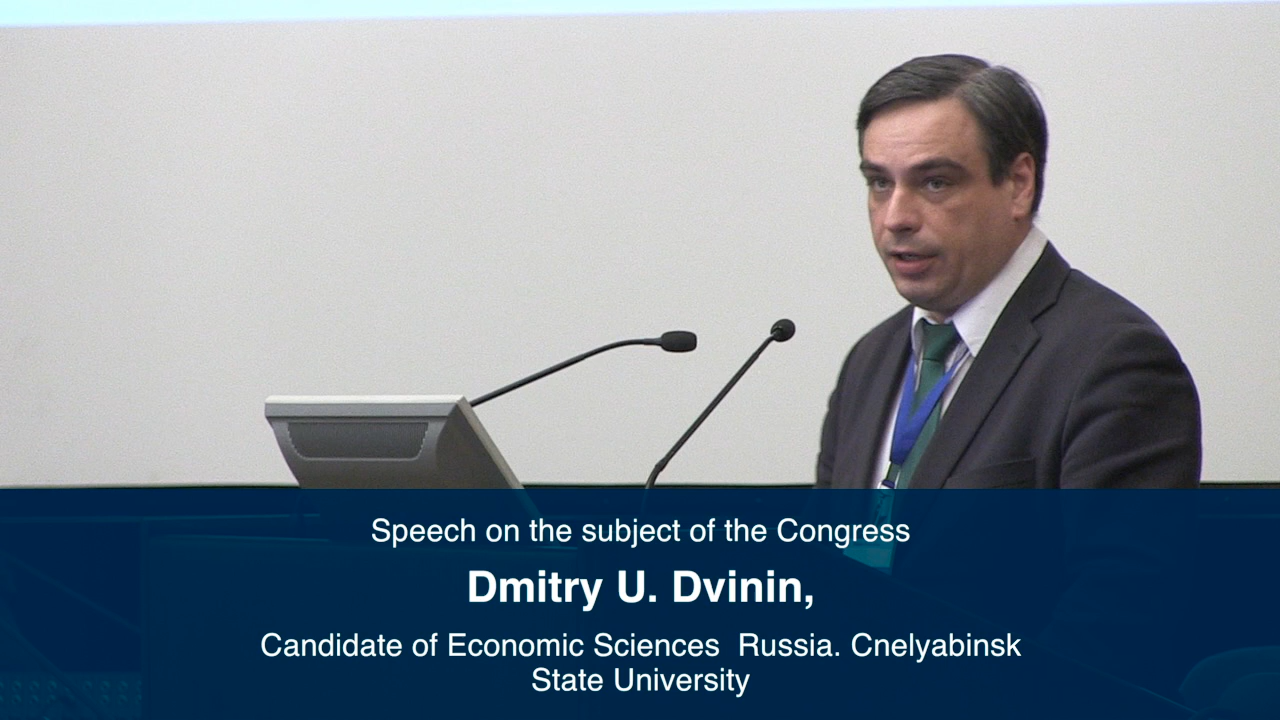 Speech on the subject of the Congress
Dmitry U. Dvinin,
Candidate of Economic Sciences  Russia. Cnelyabinsk
State University